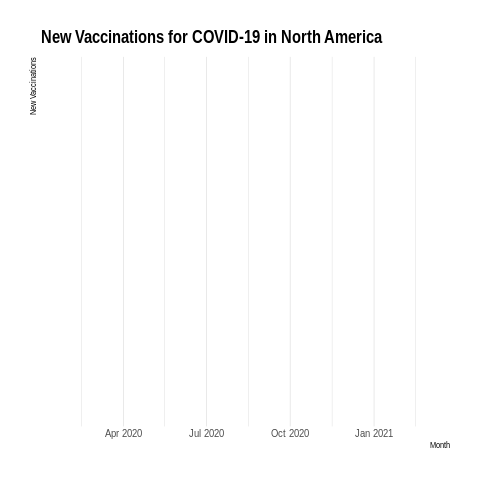 New Vaccinations for COVID-19 in North America
New Vaccinations
Apr 2020
Jul 2020
Oct 2020
Jan 2021
Month